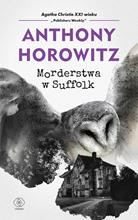 Agatha Christie XXI wieku
„Publishers Weekly”
ANTHONY
HOROWITZ
Morderstwa
w Suffolk